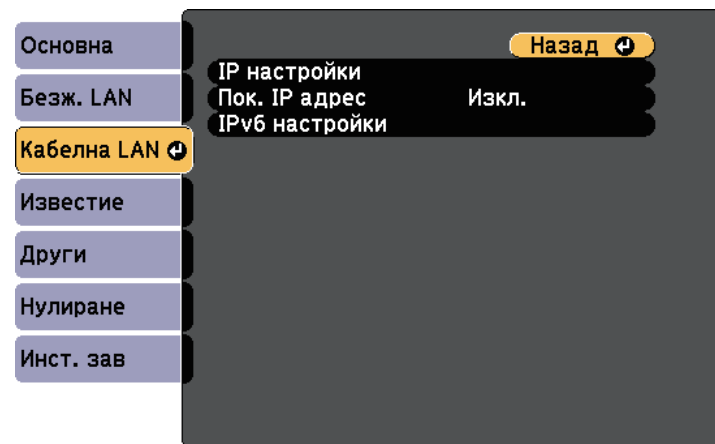 Основна
Безж. LAN
Кабелна LAN
Известие
Други
Нулиране
Инст. зав
Назад
IP настройки
Пок. IP адрес Изкл.
IPv6 настройки